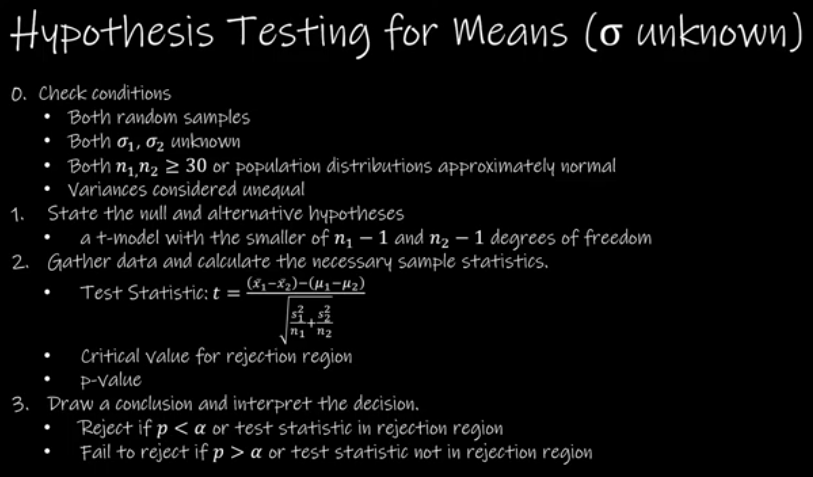 Hypothesis Testing for Means (σ unknown)
0. Check conditions
• Both random samples
• Both σ₁, σ₂ unknown
• Both n₁,n₂ ≥ 30 or population distributions approximately normal
• Variances considered unequal
1. State the null and alternative hypotheses
• a t-model with the smaller of n₁ − 1 and n₂ − 1 degrees of freedom
2. Gather data and calculate the necessary sample statistics.
• Test Statistic: t = ((x̄₁−x̄₂)−(μ₁−μ₂))/√(s₁²/n₁+s₂²/n₂)
• Critical value for rejection region
• p-value
3. Draw a conclusion and interpret the decision.
• Reject if p < α or test statistic in rejection region
• Fail to reject if p > α or test statistic not in rejection region